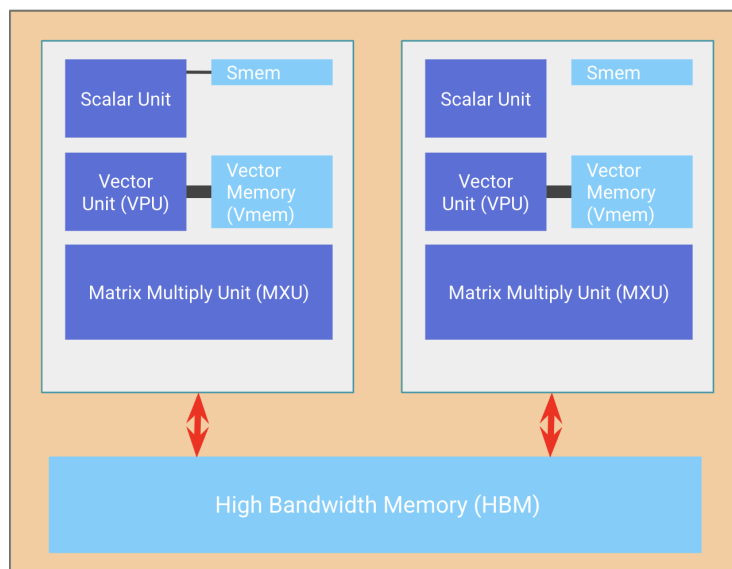 Scalar Unit
Smem
Vector
Unit (VPU)
Vector
Memory
(Vmem)
Matrix Multiply Unit (MXU)
Scalar Unit
Smem
Vector
Unit (VPU)
Vector
Memory
(Vmem)
Matrix Multiply Unit (MXU)
High Bandwidth Memory (HBM)